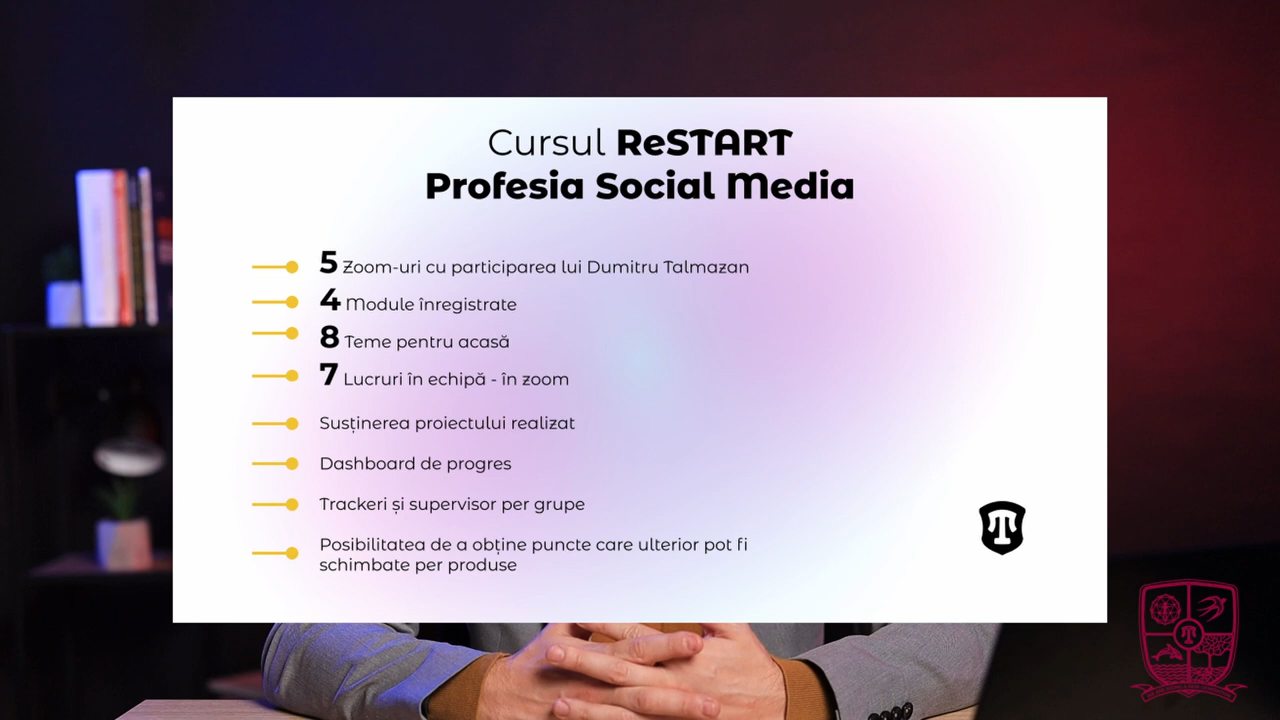 Cursul ReSTART
Profesia Social Media
5 Zoom-uri cu participarea lui Dumitru Talmazan
4 Module înregistrate
8 Teme pentru acasă
7 Lucruri în echipă - în zoom
Susținerea proiectului realizat
Dashboard de progres
Trackeri și supervisor per grupe
Posibilitatea de a obține puncte care ulterior pot fi
schimbate per produse
T
T